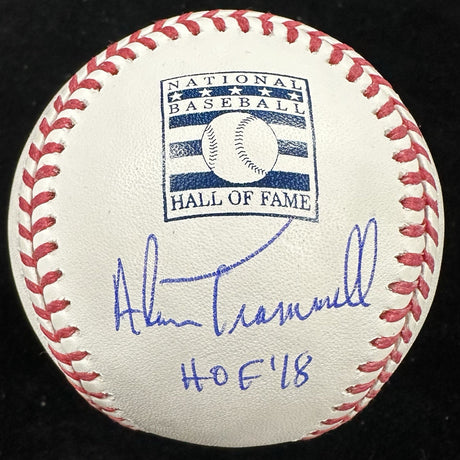 NATIONAL
BASEBALL
HALL OF FAME
Alan Trammell
HOF '18